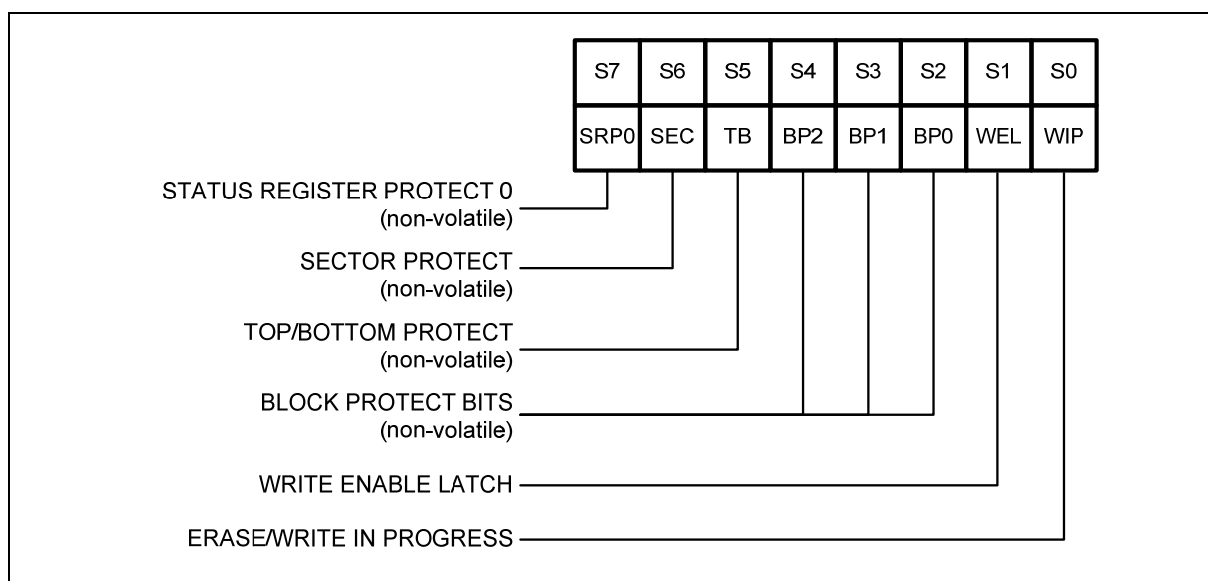 S7 S6 S5 S4 S3 S2 S1 S0
SRP0 SEC TB BP2 BP1 BP0 WEL WIP
STATUS REGISTER PROTECT 0
(non-volatile)
SECTOR PROTECT
(non-volatile)
TOP/BOTTOM PROTECT
(non-volatile)
BLOCK PROTECT BITS
(non-volatile)
WRITE ENABLE LATCH
ERASE/WRITE IN PROGRESS